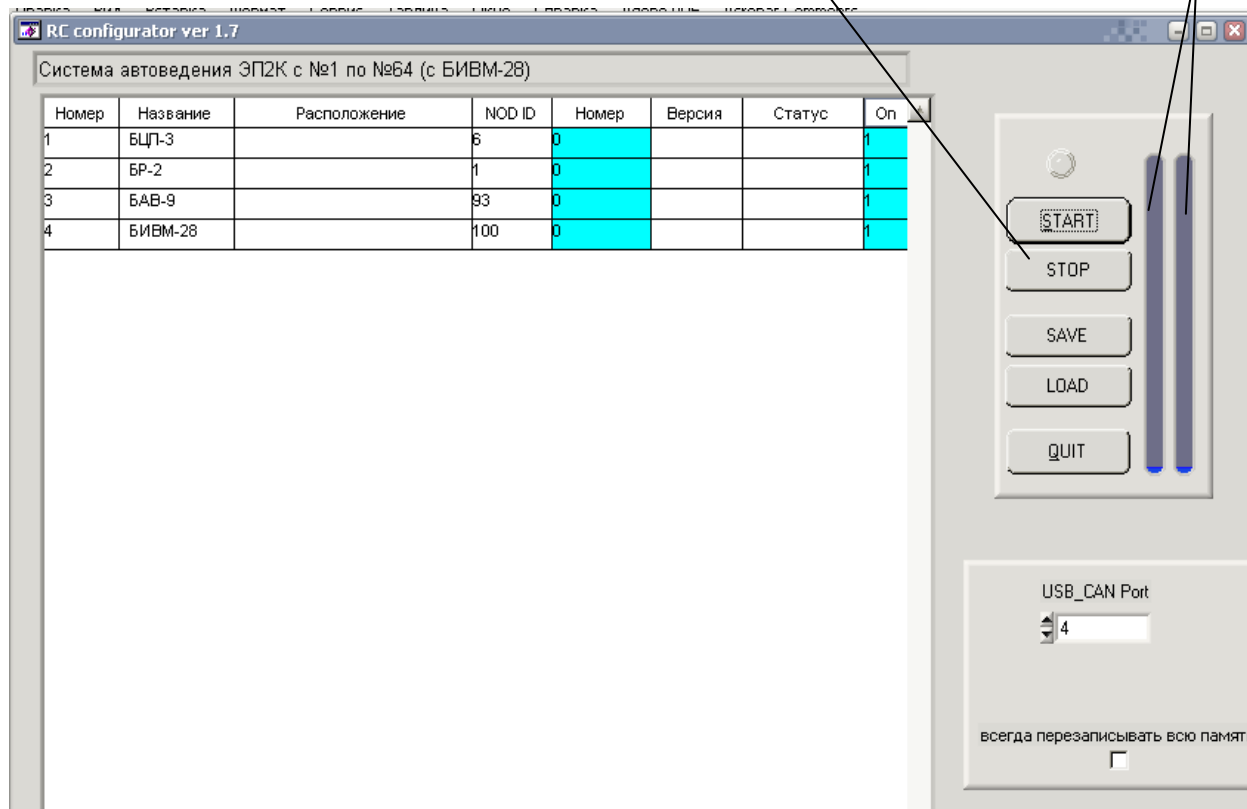 RC configurator ver 1.7
Система автоведения ЭП2К с №1 по №64 (с БИВМ-28)
Номер Название Расположение NOD ID Номер Версия Статус On
1 БЦП-3 6 0 1
2 БР-2 1 0 1
3 БАВ-9 93 0 1
4 БИВМ-28 100 0 1
START
STOP
SAVE
LOAD
QUIT
USB_CAN Port
4
всегда перезаписывать всю памят